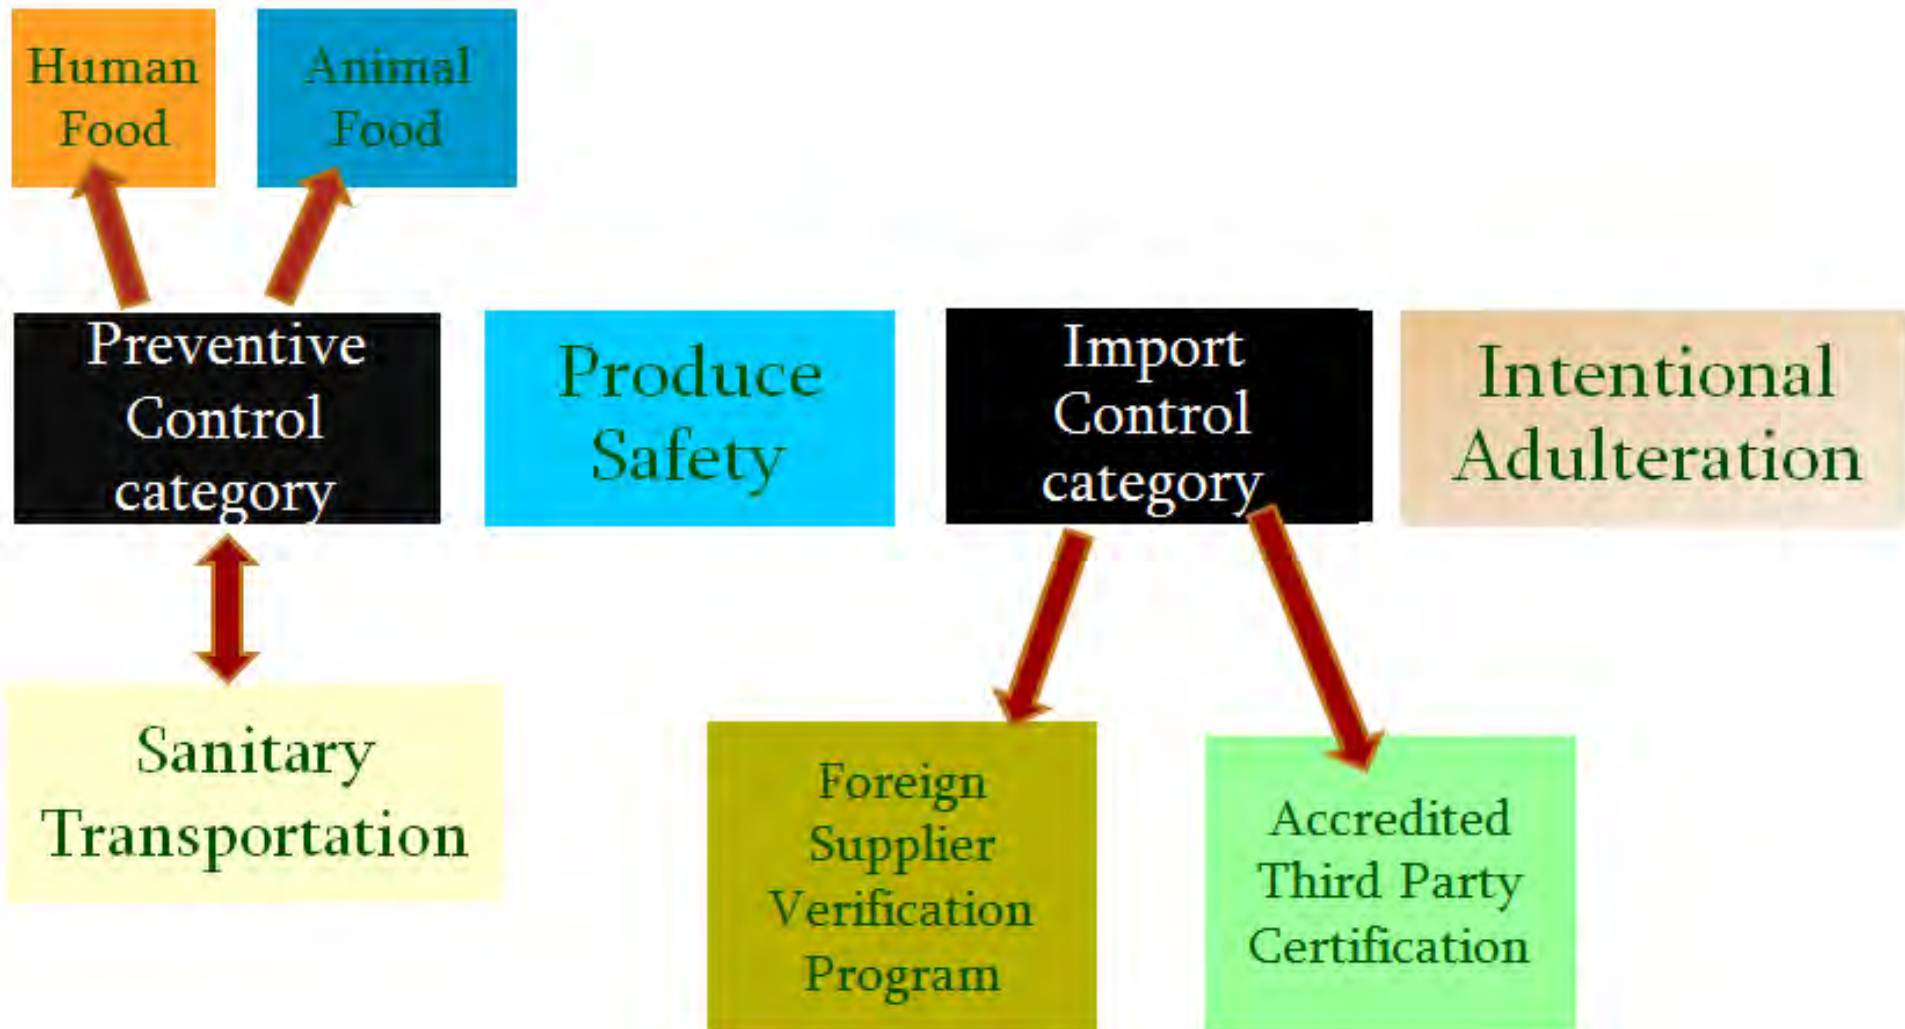 Human
Food
Animal
Food
Preventive
Control
category
Produce
Safety
Import
Control
category
Intentional
Adulteration
Sanitary
Transportation
Foreign
Supplier
Verification
Program
Accredited
Third Party
Certification